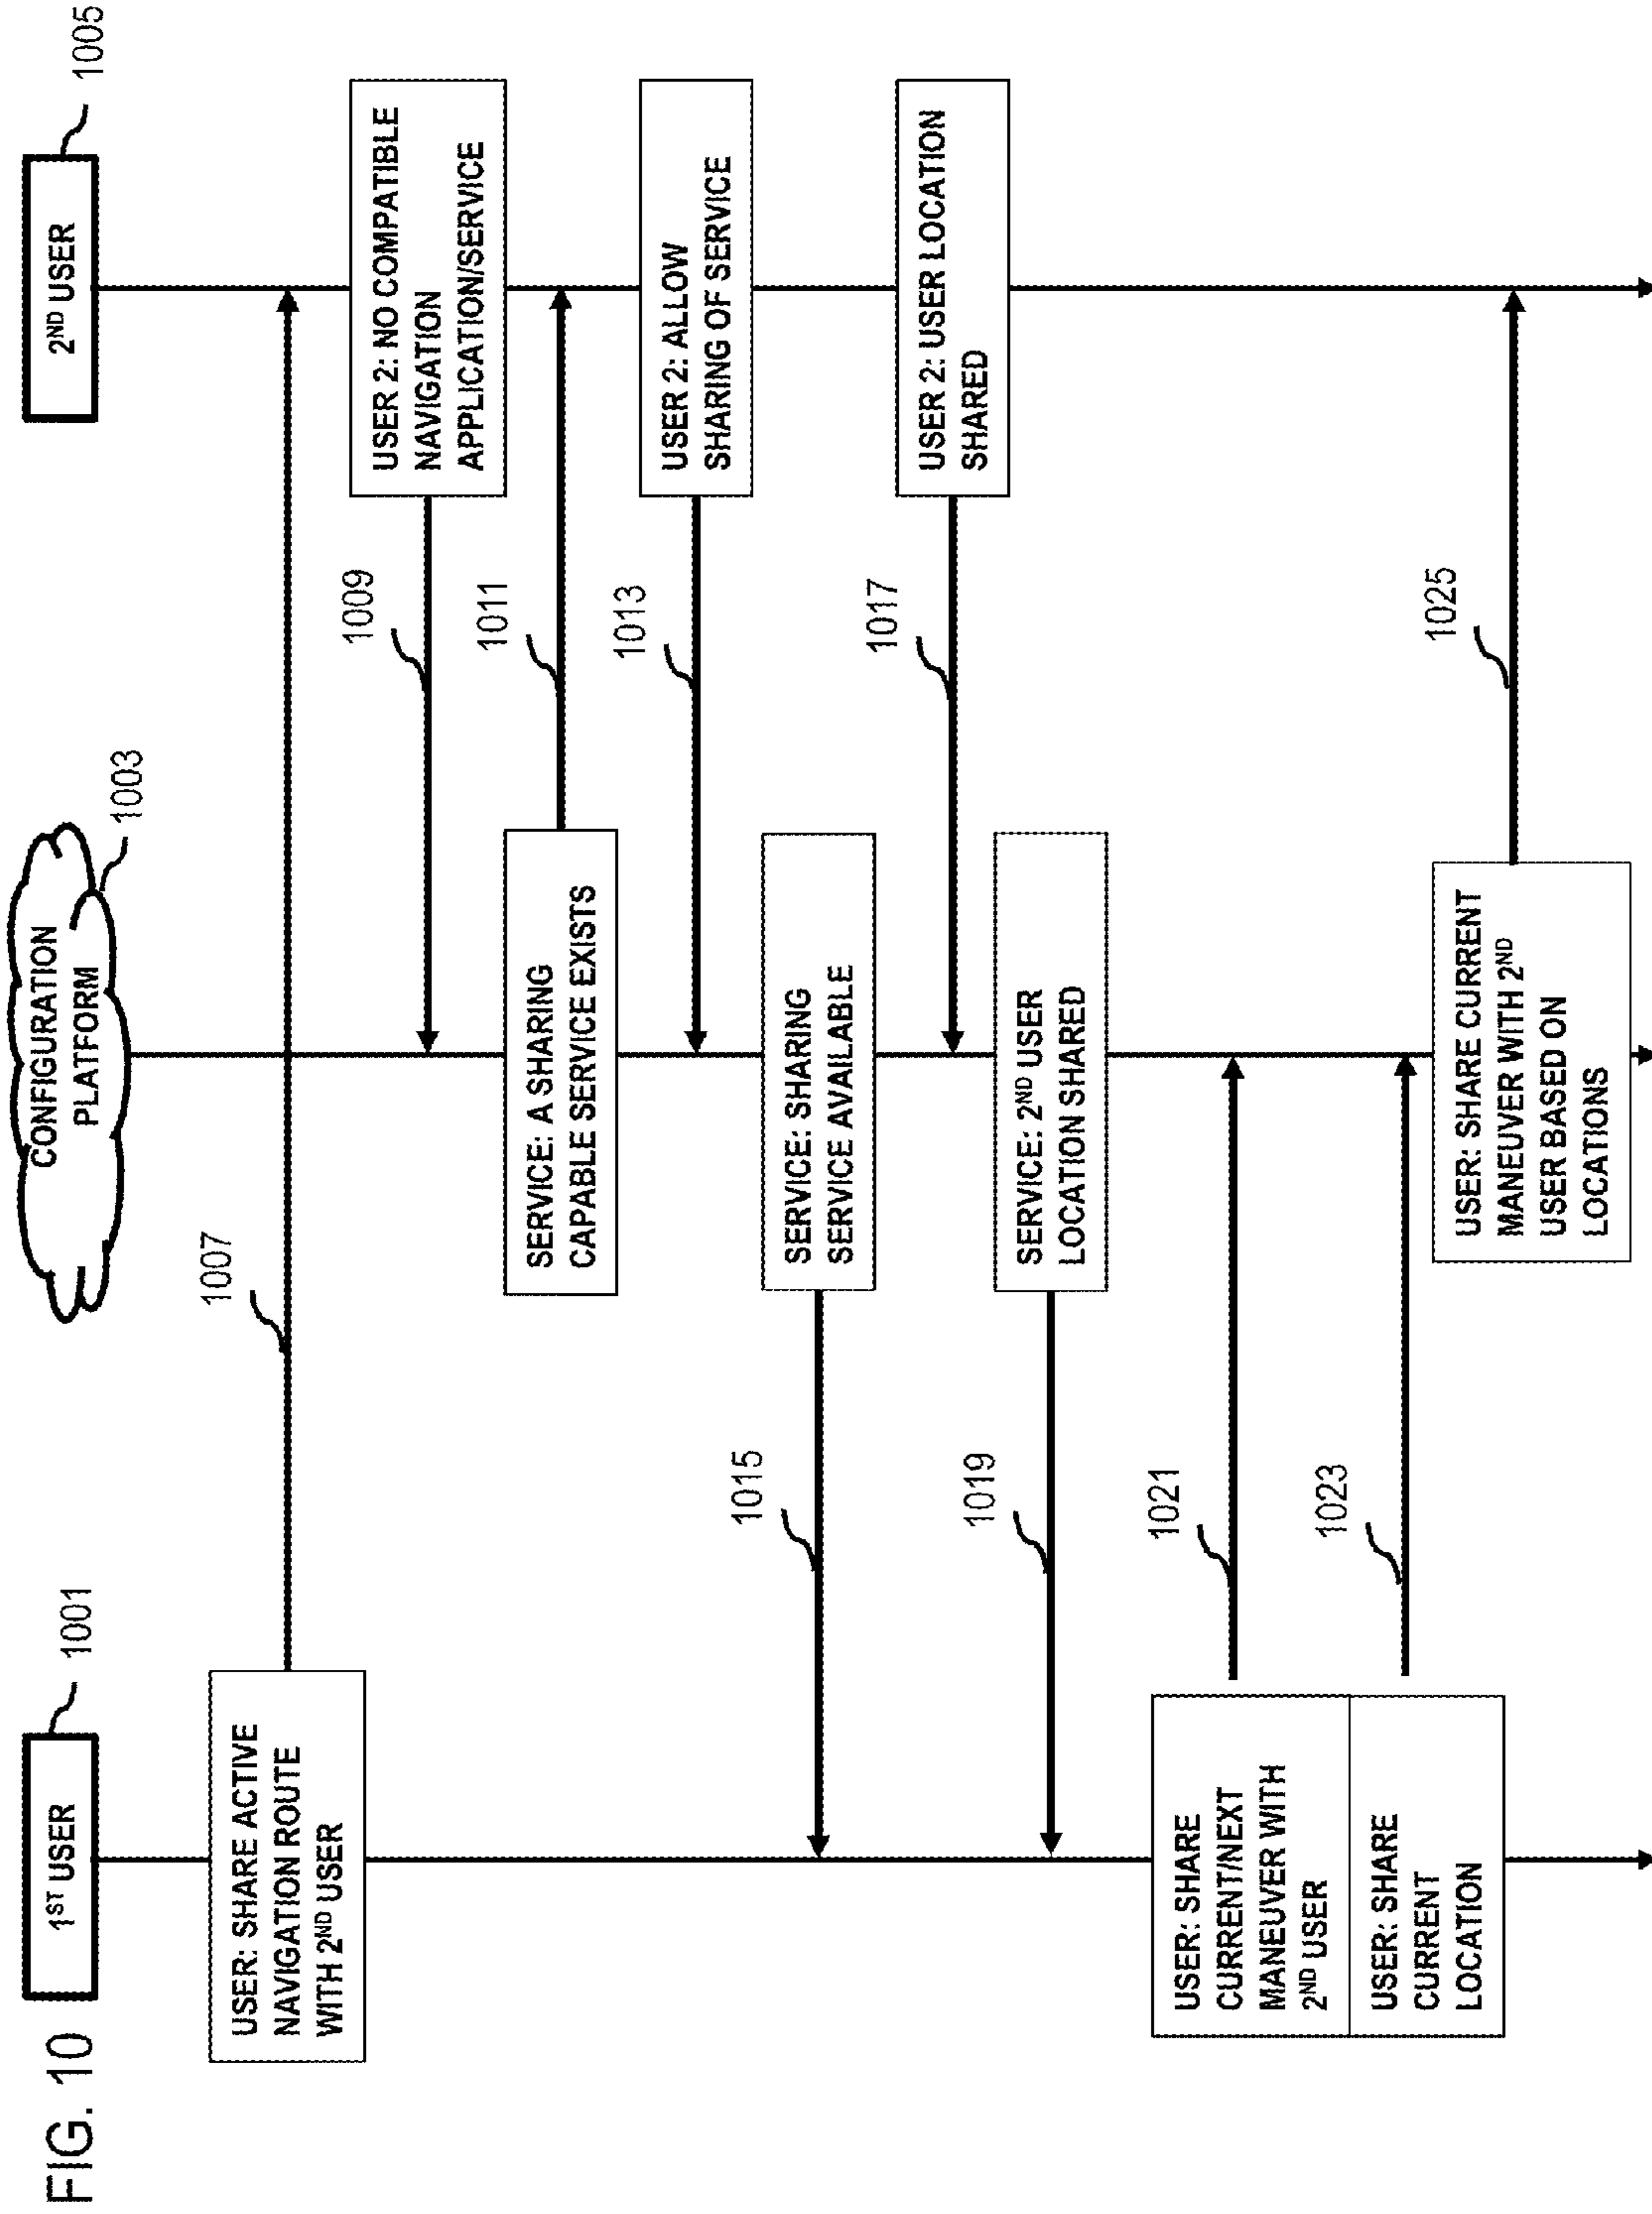 FIG. 10
1ST USER
1001
CONFIGURATION
PLATFORM
1003
2ND USER
1005
USER: SHARE ACTIVE
NAVIGATION ROUTE
WITH 2ND USER
1007
USER 2: NO COMPATIBLE
NAVIGATION
APPLICATION/SERVICE
1009
SERVICE: A SHARING
CAPABLE SERVICE EXISTS
1011
USER 2: ALLOW
SHARING OF SERVICE
1013
SERVICE: SHARING
SERVICE AVAILABLE
1015
USER 2: USER LOCATION
SHARED
1017
SERVICE: 2ND USER
LOCATION SHARED
1019
USER: SHARE
CURRENT/NEXT
MANEUVER WITH
2ND USER
1021
USER: SHARE
CURRENT
LOCATION
1023
USER: SHARE CURRENT
MANEUVER WITH 2ND
USER BASED ON
LOCATIONS
1025